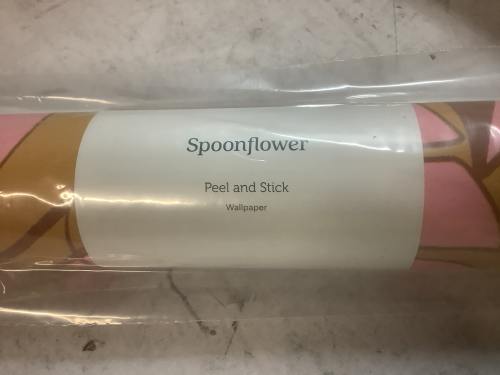 Spoonflower
Peel and Stick
Wallpaper